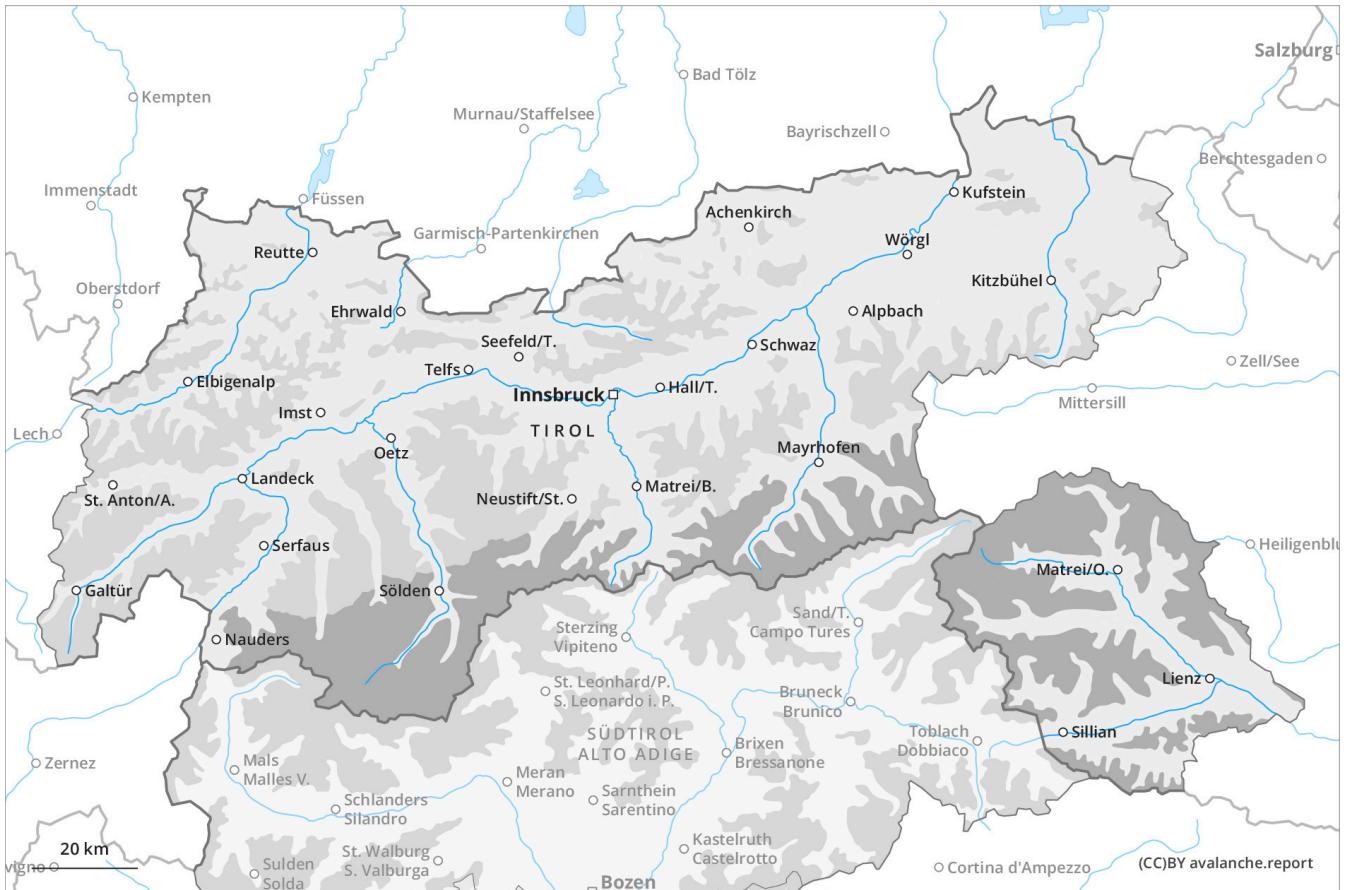 Salzburg
Bad Tölz
Kempten
Murnau/Staffelsee
Bayrischzell
Berchtesgaden
Immenstadt
Füssen
Kufstein
Achenkirch
Garmisch-Partenkirchen
Wörgl
Reutte
Kitzbühel
Oberstdorf
Ehrwald
Alpbach
Seefeld/T.
Schwaz
Zell/See
Telfs
Elbigenalp
Hall/T.
Innsbruck
Mittersill
Imst
TIROL
Lech
Oetz
Mayrhofen
Landeck
St. Anton/A.
Neustift/St.
Matrei/B.
Serfaus
Heiligenblu
Matrei/O.
Galtür
Sölden
Sand/T.
Campo Tures
Nauders
Sterzing
Vipiteno
Lienz
St. Leonhard/P.
S. Leonardo i. P.
Bruneck
Brunico
SÜDTIROL
ALTO ADIGE
Toblach
Dobbiaco
Sillian
Brixen
Bressanone
Zernez
Mals
Malles V.
Meran
Merano
Sarnthein
Sarentino
Schlanders
Silandro
Kastelruth
Castelrotto
20 km
St. Walburg
S. Valburga
vigno
Sulden
Solda
Cortina d'Ampezzo
(CC)BY avalanche.report
Bozen